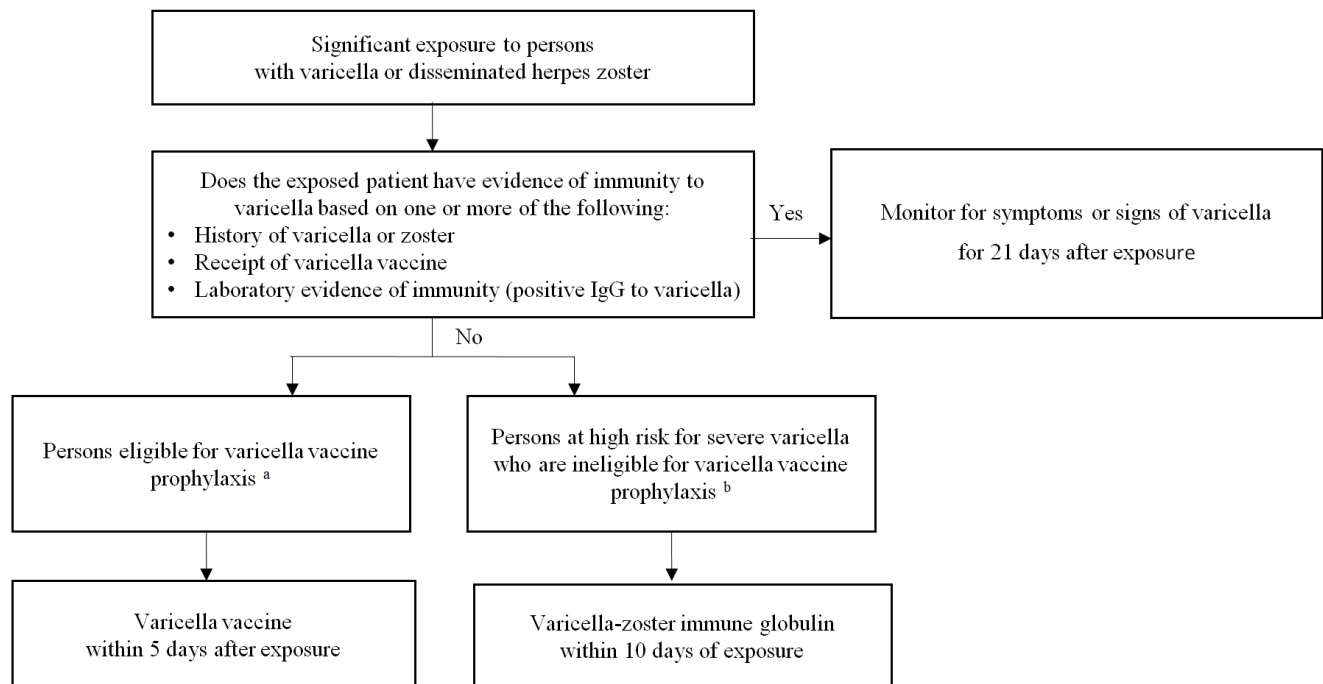 Significant exposure to persons
with varicella or disseminated herpes zoster
Does the exposed patient have evidence of immunity to
varicella based on one or more of the following:
• History of varicella or zoster
• Receipt of varicella vaccine
• Laboratory evidence of immunity (positive IgG to varicella)
Yes
Monitor for symptoms or signs of varicella
for 21 days after exposure
No
Persons eligible for varicella vaccine
prophylaxis a
Persons at high risk for severe varicella
who are ineligible for varicella vaccine
prophylaxis b
Varicella vaccine
within 5 days after exposure
Varicella-zoster immune globulin
within 10 days of exposure